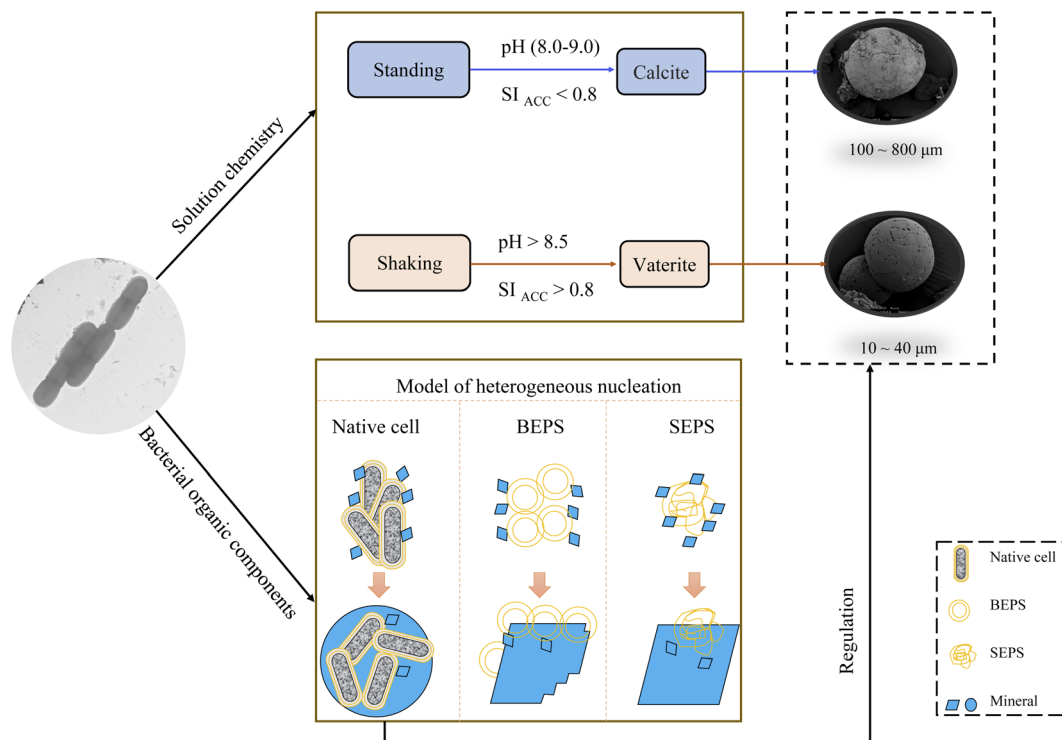 Solution chemistry
Bacterial organic components
Standing
pH (8.0-9.0)
SI ACC < 0.8
Calcite
100 ~ 800 μm
Shaking
pH > 8.5
SI ACC > 0.8
Vaterite
10 ~ 40 μm
Model of heterogeneous nucleation
Native cell
BEPS
SEPS
Regulation
Native cell
BEPS
SEPS
Mineral